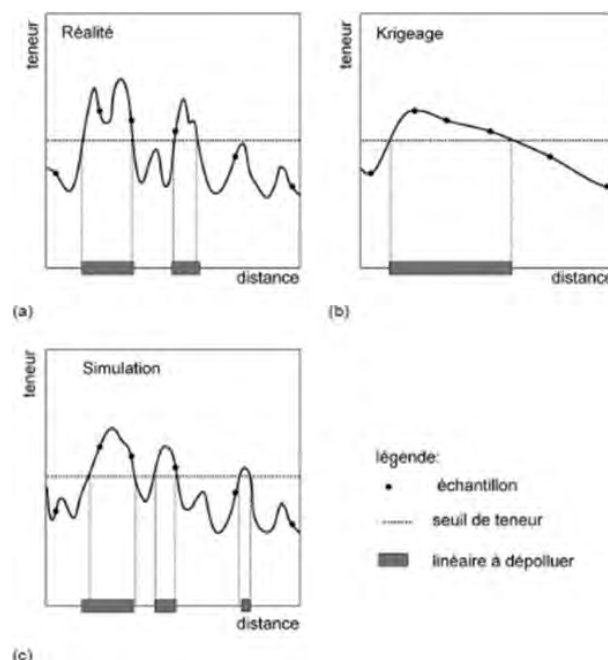 Réalité
teneur
distance
(a)
Krigeage
teneur
distance
(b)
Simulation
teneur
distance
(c)
légende:
échantillon
seuil de teneur
linéaire à dépolluer